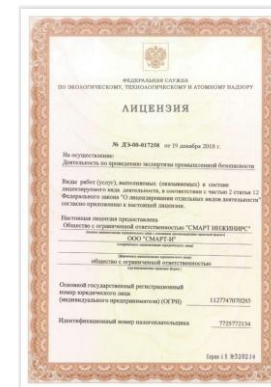 ФЕДЕРАЛЬНАЯ СЛУЖБА
ПО ЭКОЛОГИЧЕСКОМУ, ТЕХНОЛОГИЧЕСКОМУ И АТОМНОМУ НАДЗОРУ
ЛИЦЕНЗИЯ
№ ДЭ-00-017258 от 19 декабря 2018 г.
На осуществление:
Деятельность по проведению экспертизы промышленной безопасности
Виды работ (услуг), выполняемых (оказываемых) в составе
лицензируемого вида деятельности, в соответствии с частью 2 статьи 12
Федерального закона "О лицензировании отдельных видов деятельности"
согласно приложению к настоящей лицензии.
Настоящая лицензия предоставлена
Общество с ограниченной ответственностью "СМАРТ ИНЖИНИРС"
ООО "СМАРТ-И"
общество с ограниченной ответственностью
Основной государственный регистрационный
номер юридического лица
(индивидуального предпринимателя) (ОГРН) 1127747070293
Идентификационный номер налогоплательщика 7725772134